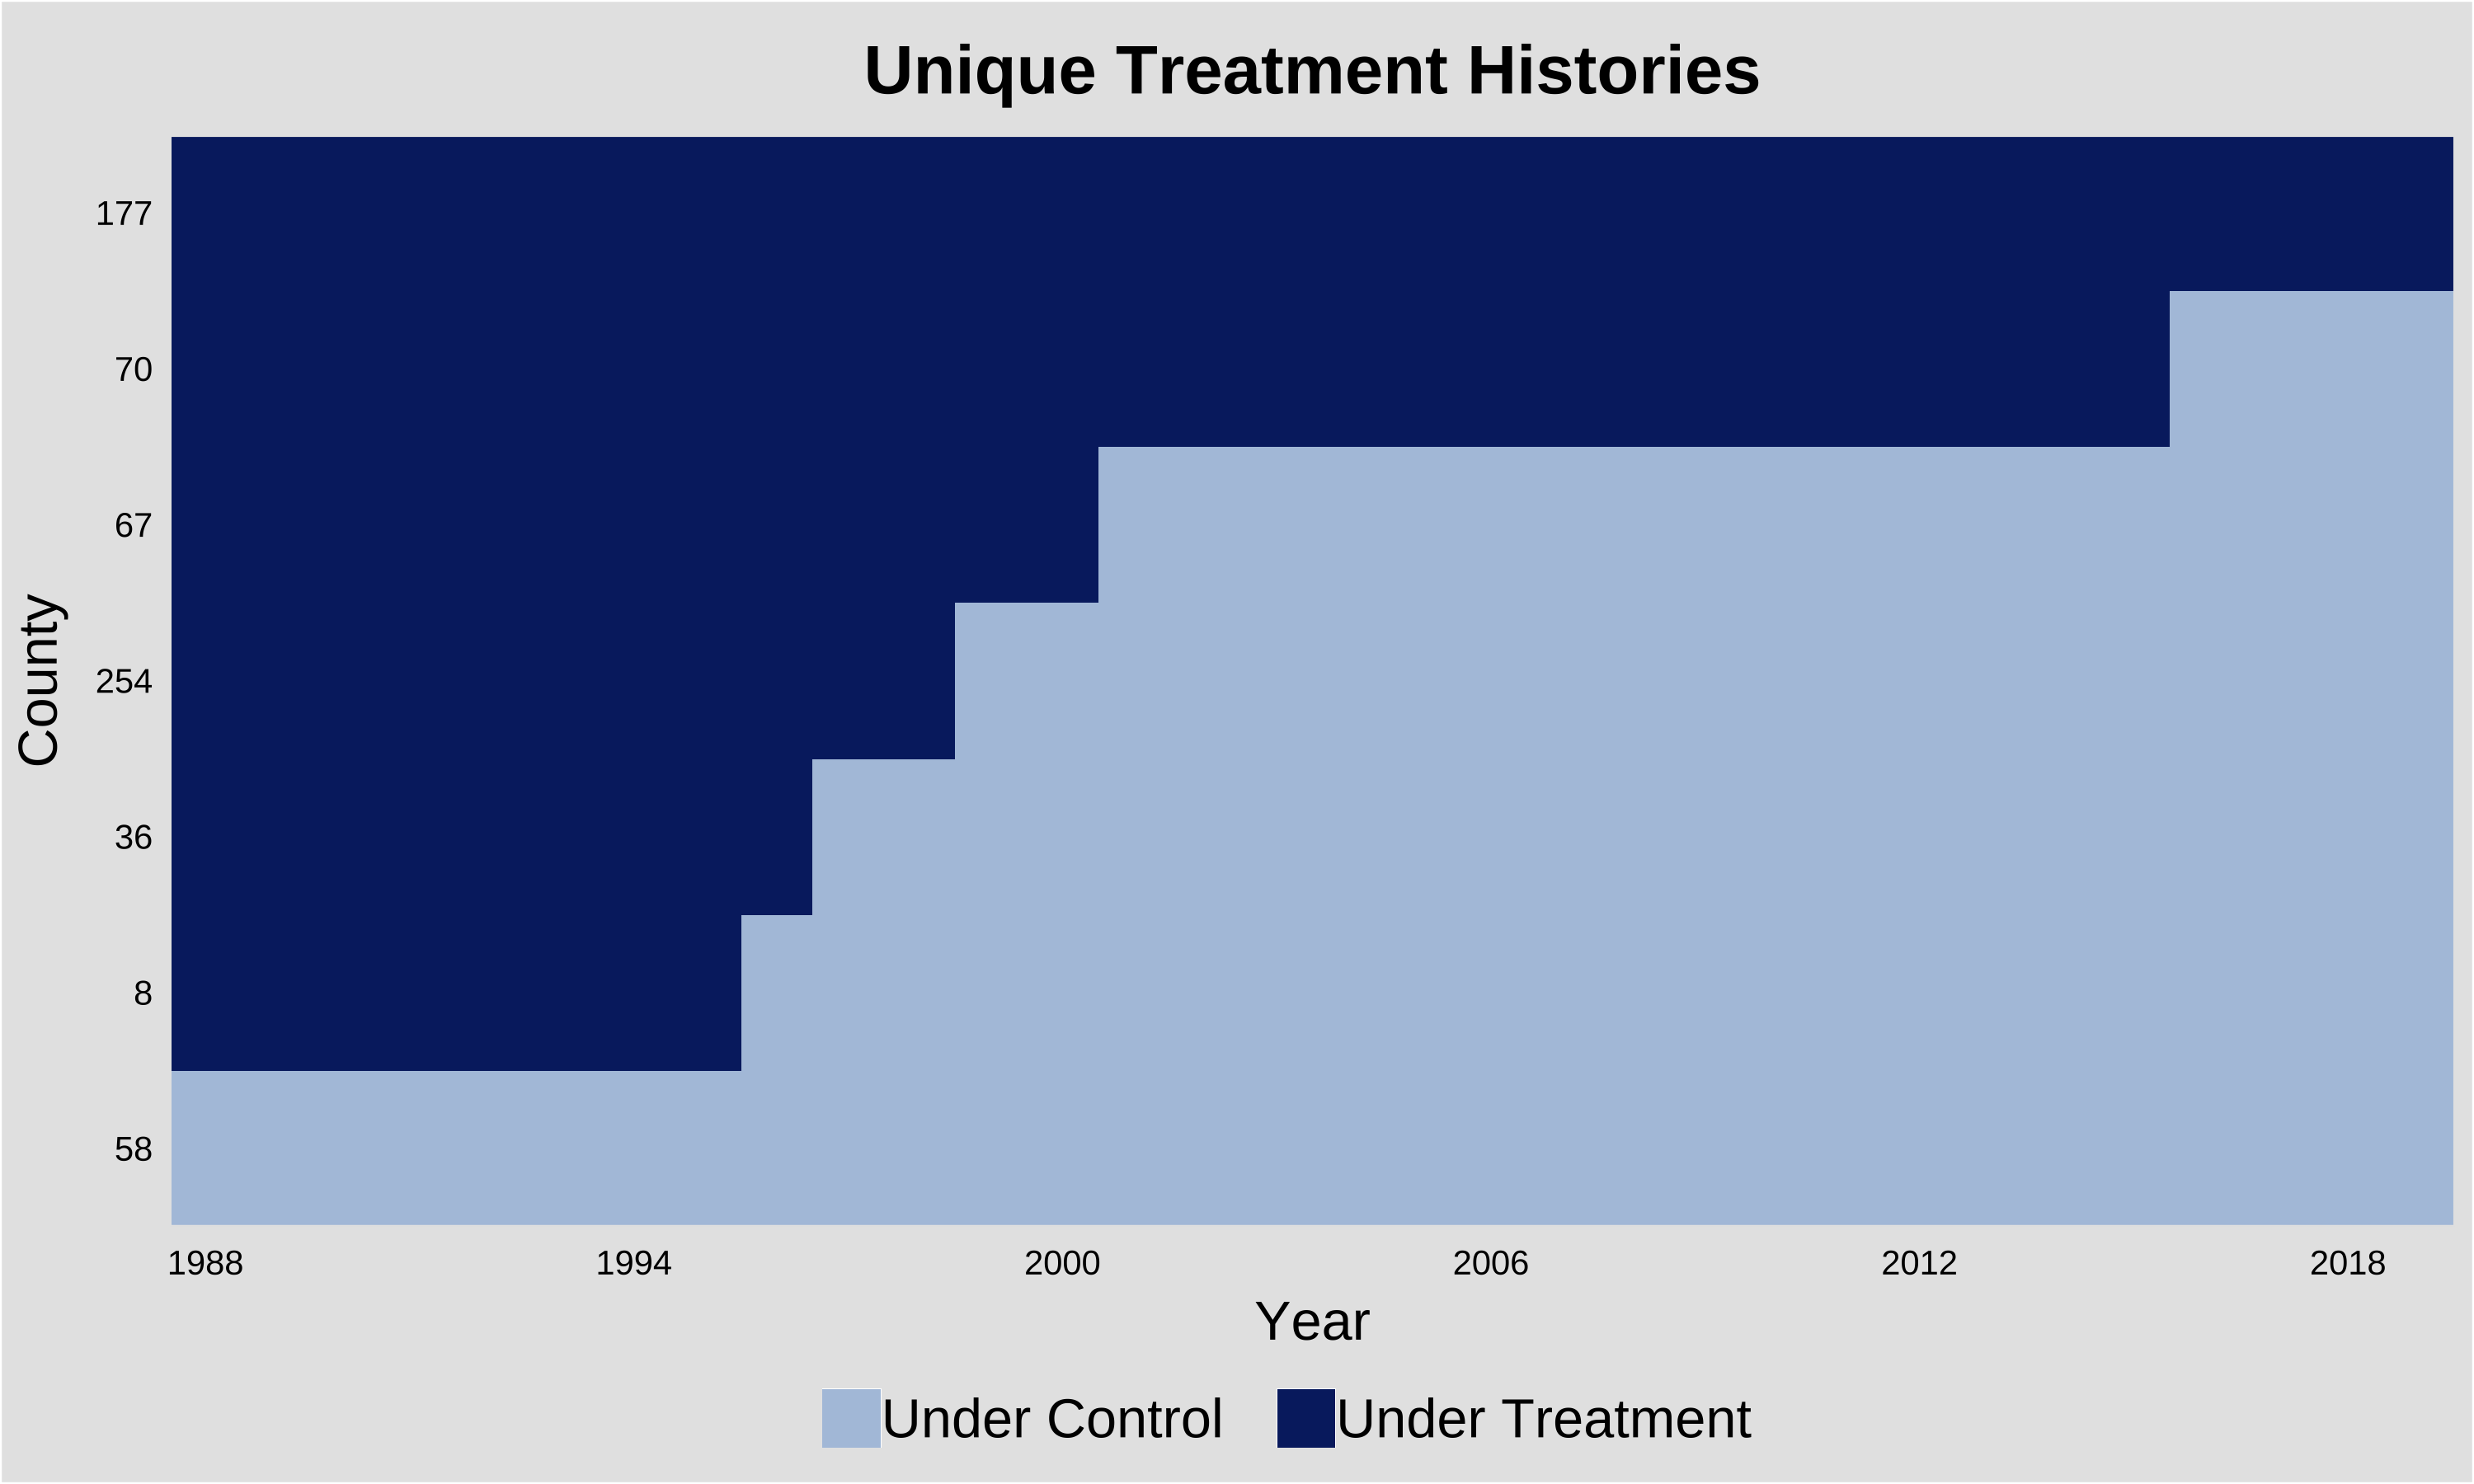 Unique Treatment Histories
177
70
67
254
36
8
58
County
1988 1994 2000 2006 2012 2018
Year
Under Control Under Treatment